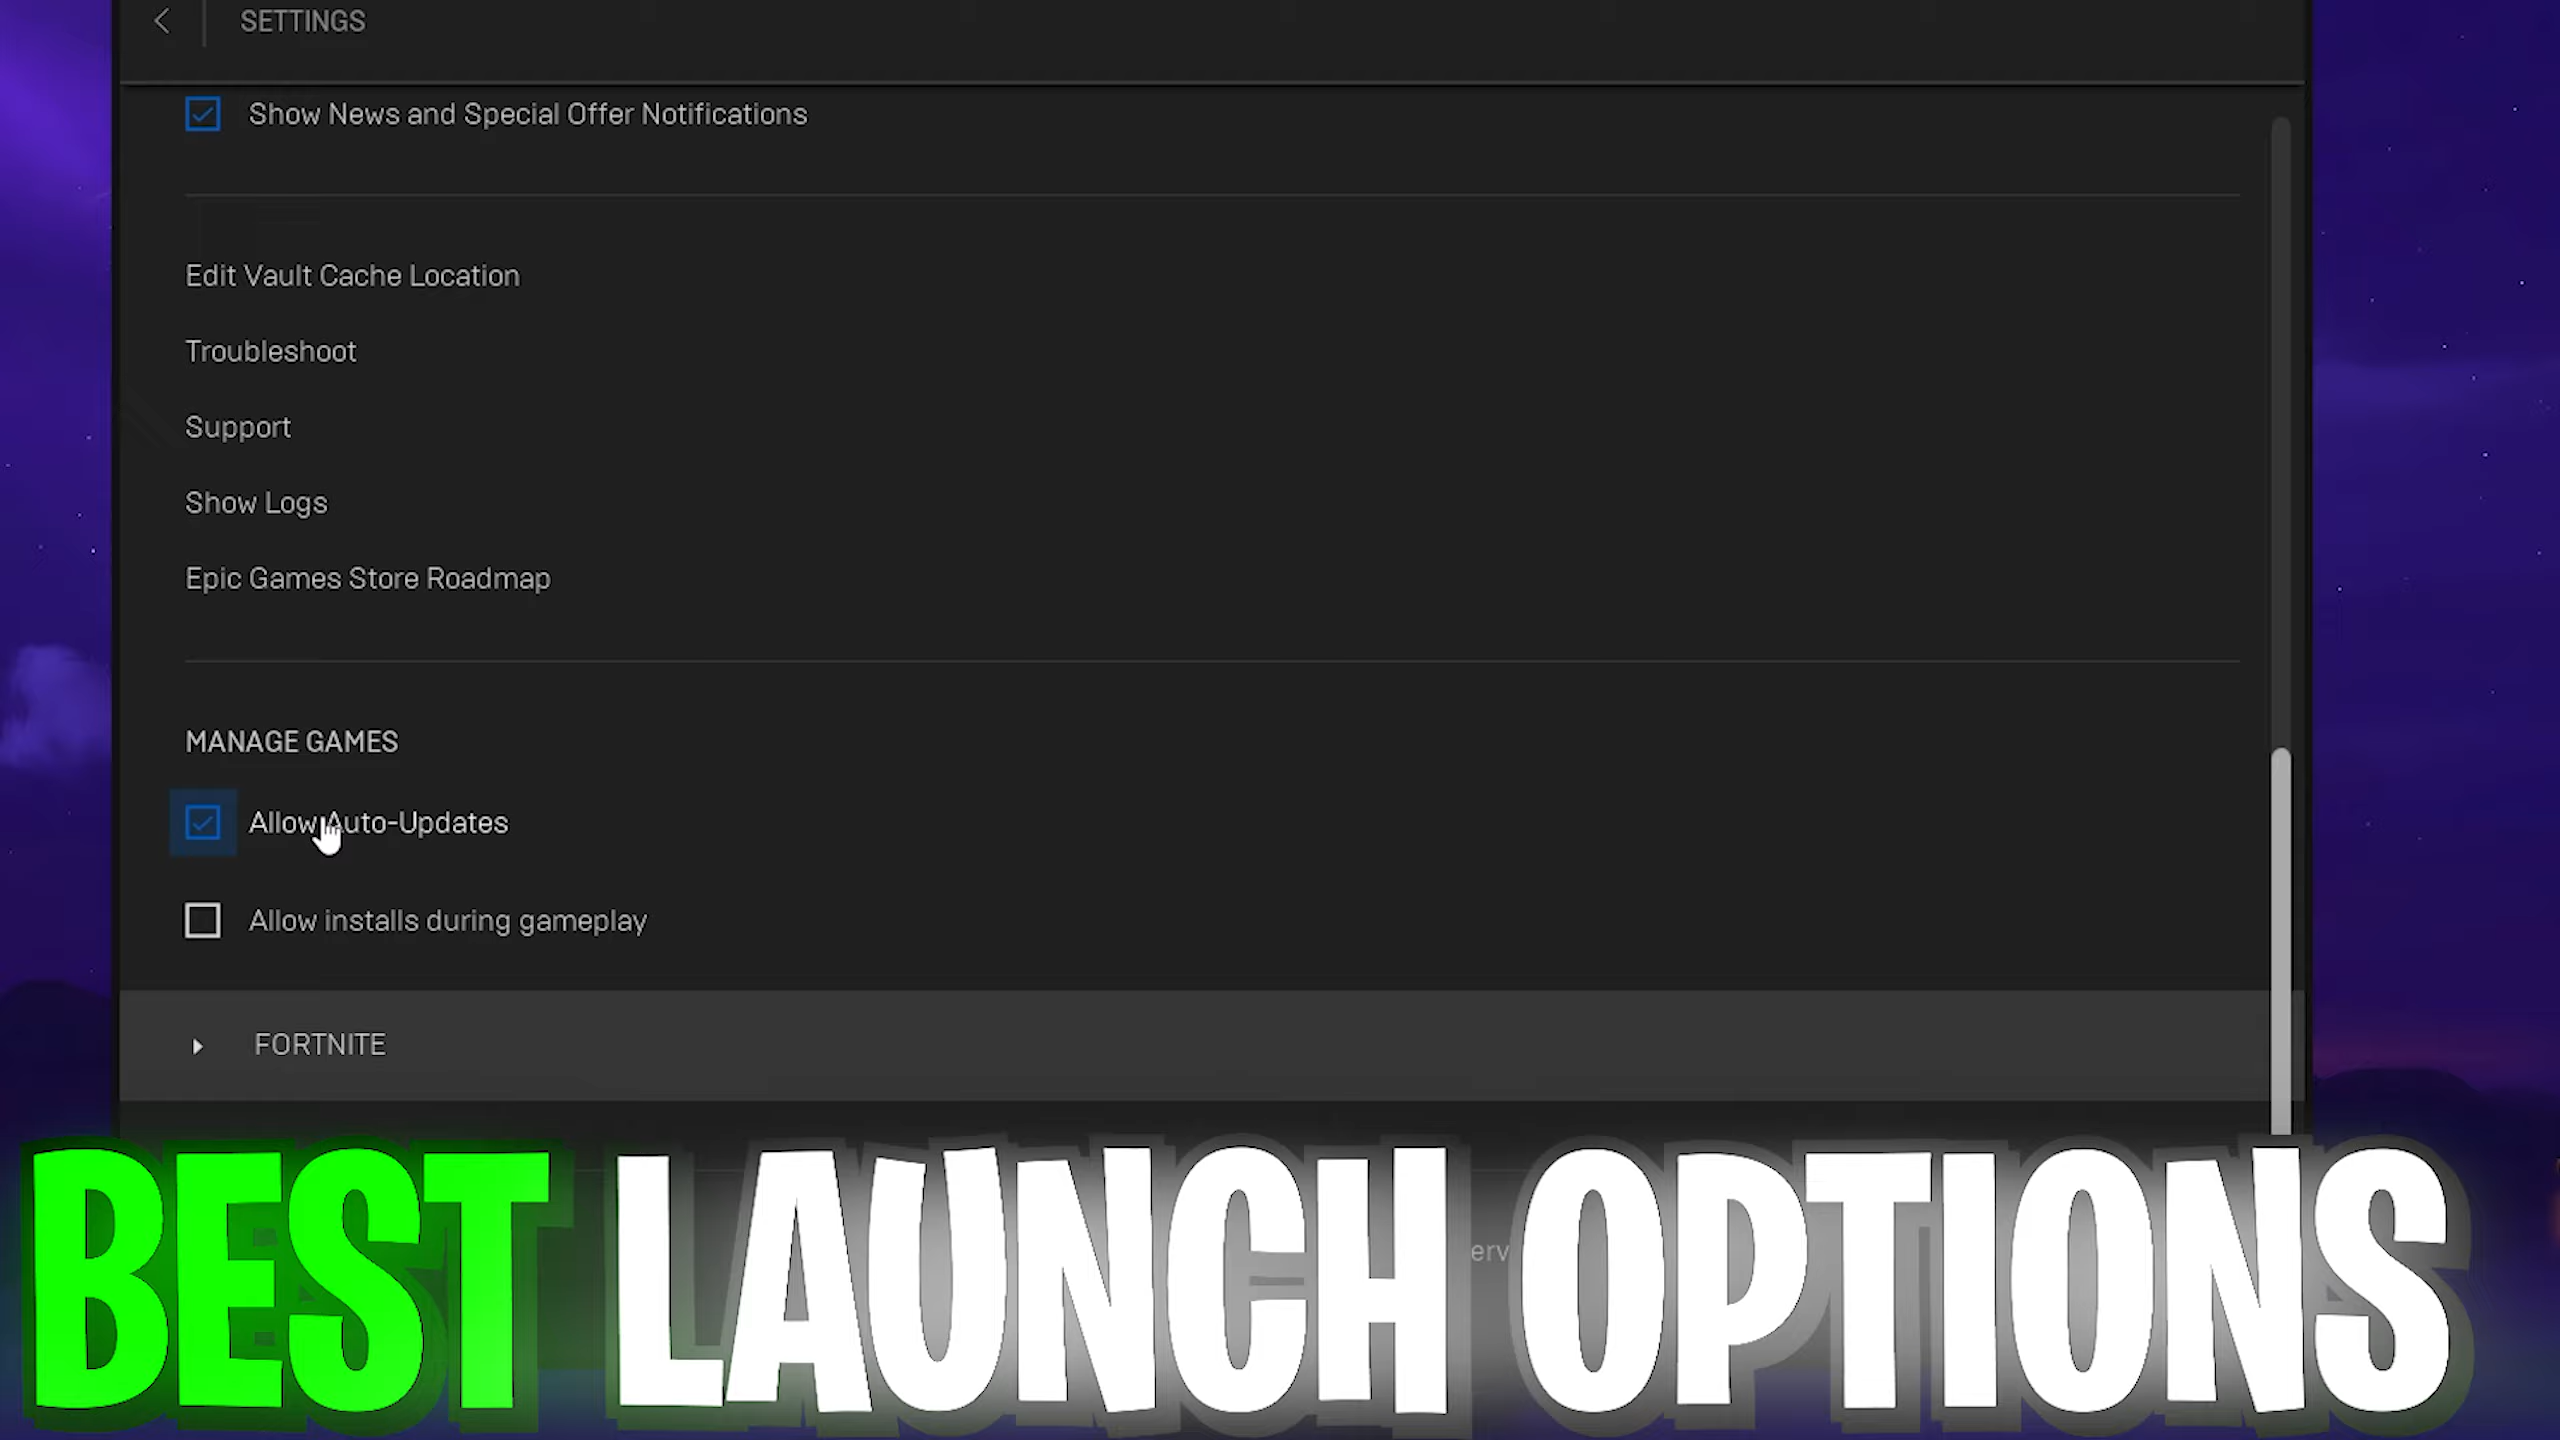 SETTINGS
Show News and Special Offer Notifications
Edit Vault Cache Location
Troubleshoot
Support
Show Logs
Epic Games Store Roadmap
MANAGE GAMES
Allow Auto-Updates
Allow installs during gameplay
FORTNITE
BEST LAUNCH OPTIONS